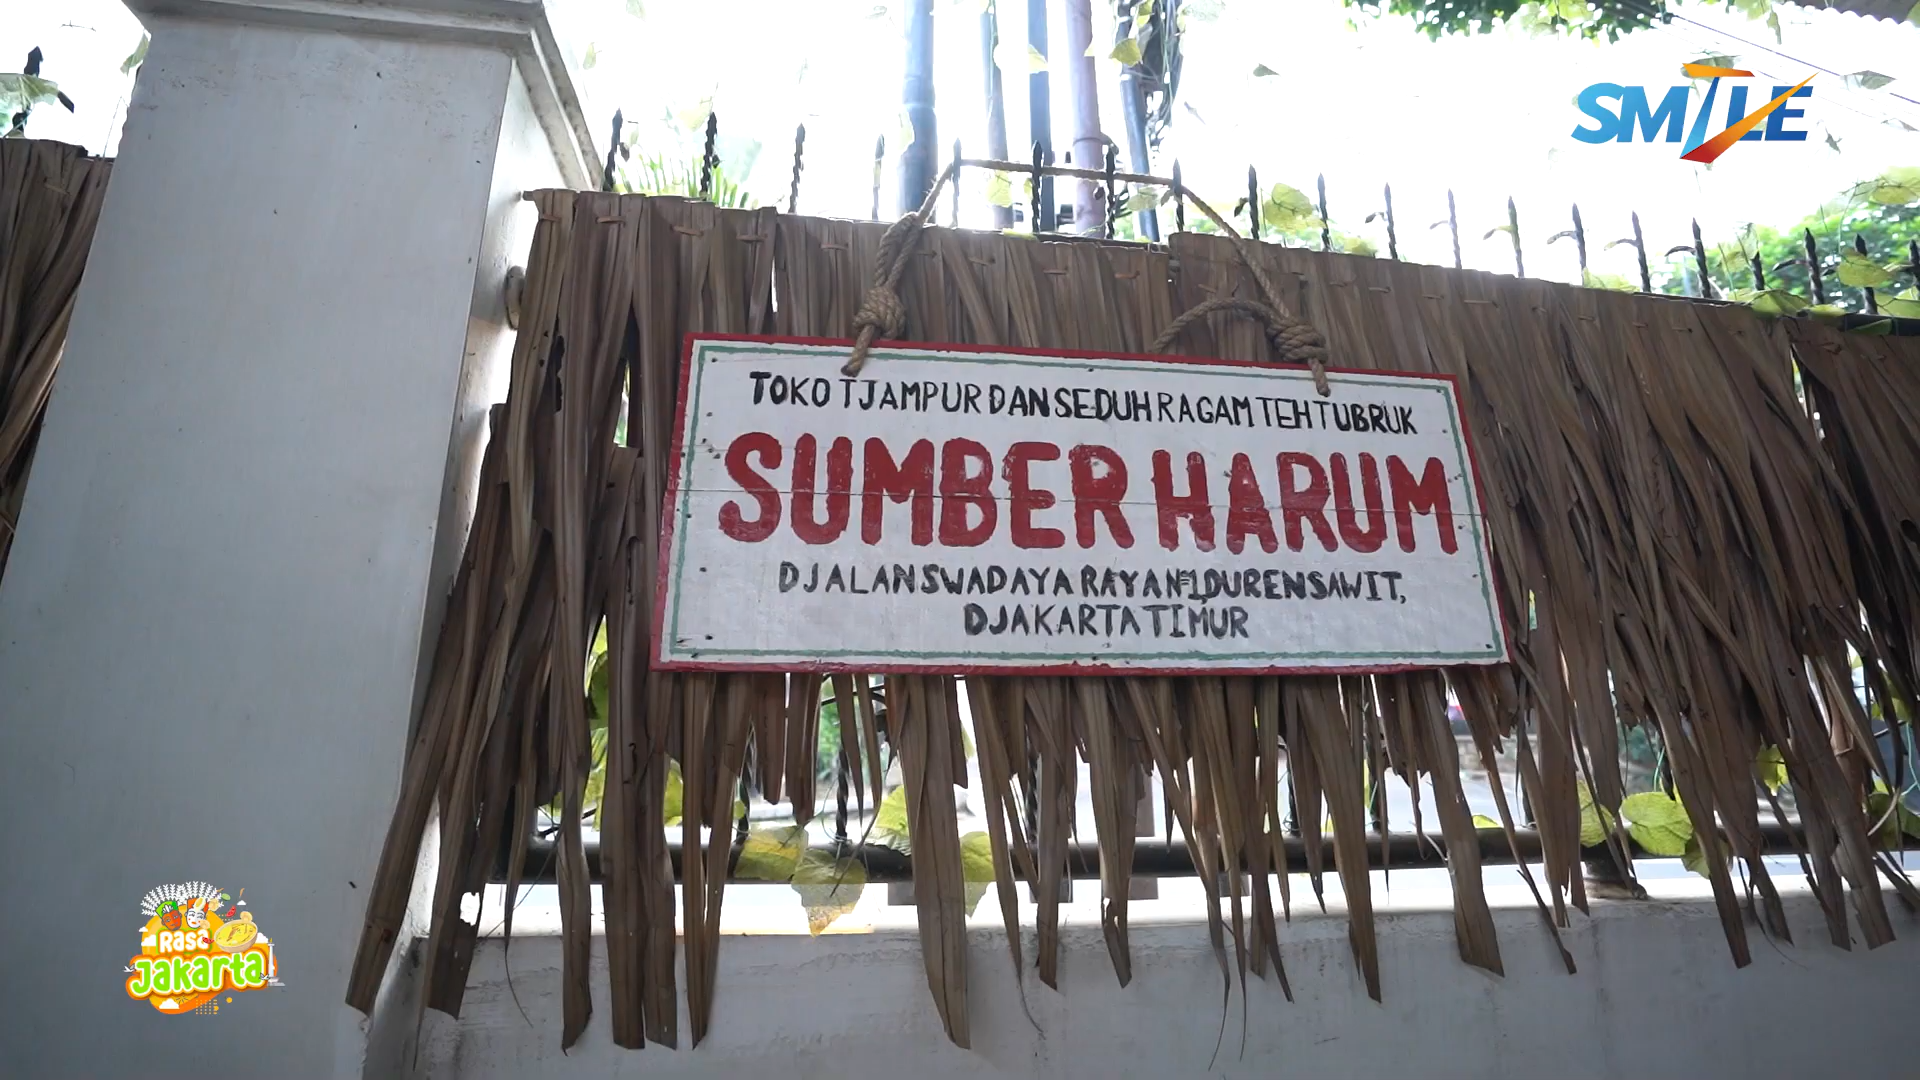 SMILE
TOKO TJAMPUR DAN SEDUH RAGAM TEH TUBRUK
SUMBER HARUM
DJALAN SWADAYA RAYA Nº1, DUREN SAWIT,
DJAKARTA TIMUR
Rasa
Jakarta